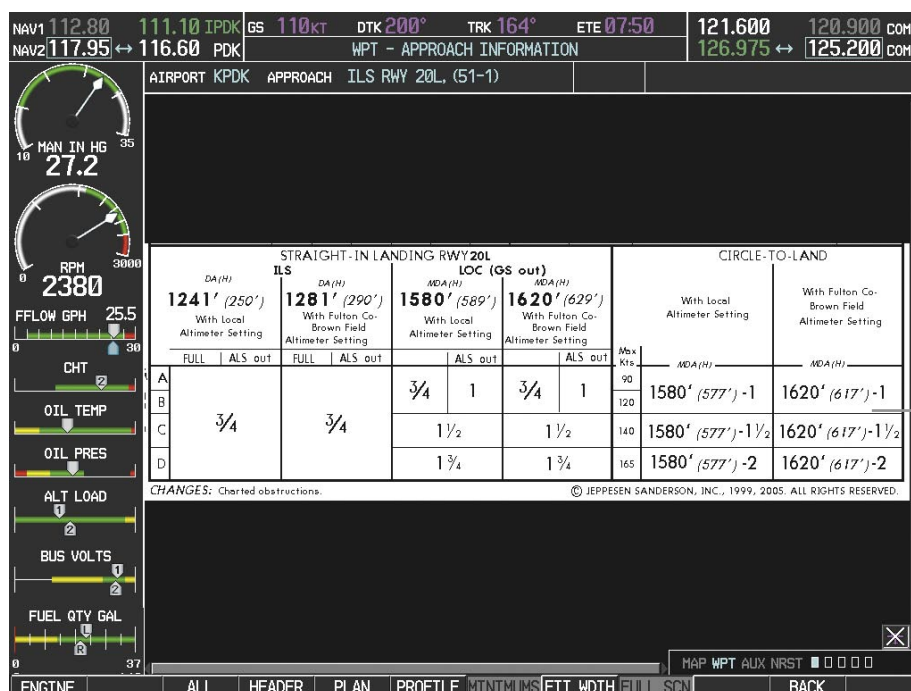 NAV1 112.80 111.10 IPDK GS 110KT DTK 200° TRK 164° ETE 07:50 121.600 120.900 COM
NAV2 117.95 ↔ 116.60 PDK WPT - APPROACH INFORMATION 126.975 ↔ 125.200 COM
AIRPORT KPDK APPROACH ILS RWY 20L, (51-1)
10 MAN IN HG 35
27.2
0 RPM 3000
2380
FFLOW GPH 25.5
0 30
CHT
2
OIL TEMP
OIL PRES
ALT LOAD
1
2
BUS VOLTS
1
2
FUEL QTY GAL
L
R
0 37
STRAIGHT-IN LANDING RWY 20L CIRCLE-TO-LAND
ILS LOC (GS out)
DA(H) DA(H) MDA(H) MDA(H)
1241' (250') 1281' (290') 1580' (589') 1620' (629')
With Local Altimeter Setting
With Fulton Co-Brown Field Altimeter Setting
With Local Altimeter Setting
With Fulton Co-Brown Field Altimeter Setting
With Local Altimeter Setting
With Fulton Co-Brown Field Altimeter Setting
FULL ALS out FULL ALS out ALS out ALS out Max Kts MDA(H) MDA(H)
A 3/4 3/4 3/4 1 3/4 1 90 1580' (577') -1 1620' (617') -1
B 120
C 1 1/2 1 1/2 140 1580' (577') -1 1/2 1620' (617') -1 1/2
D 1 3/4 1 3/4 165 1580' (577') -2 1620' (617') -2
CHANGES: Charted obstructions. © JEPPESEN SANDERSON, INC., 1999, 2005. ALL RIGHTS RESERVED.
MAP WPT AUX NRST
ENGINE ALL HEADER PLAN PROFILE MINIMUMS FIT WDTH FULL SCN BACK